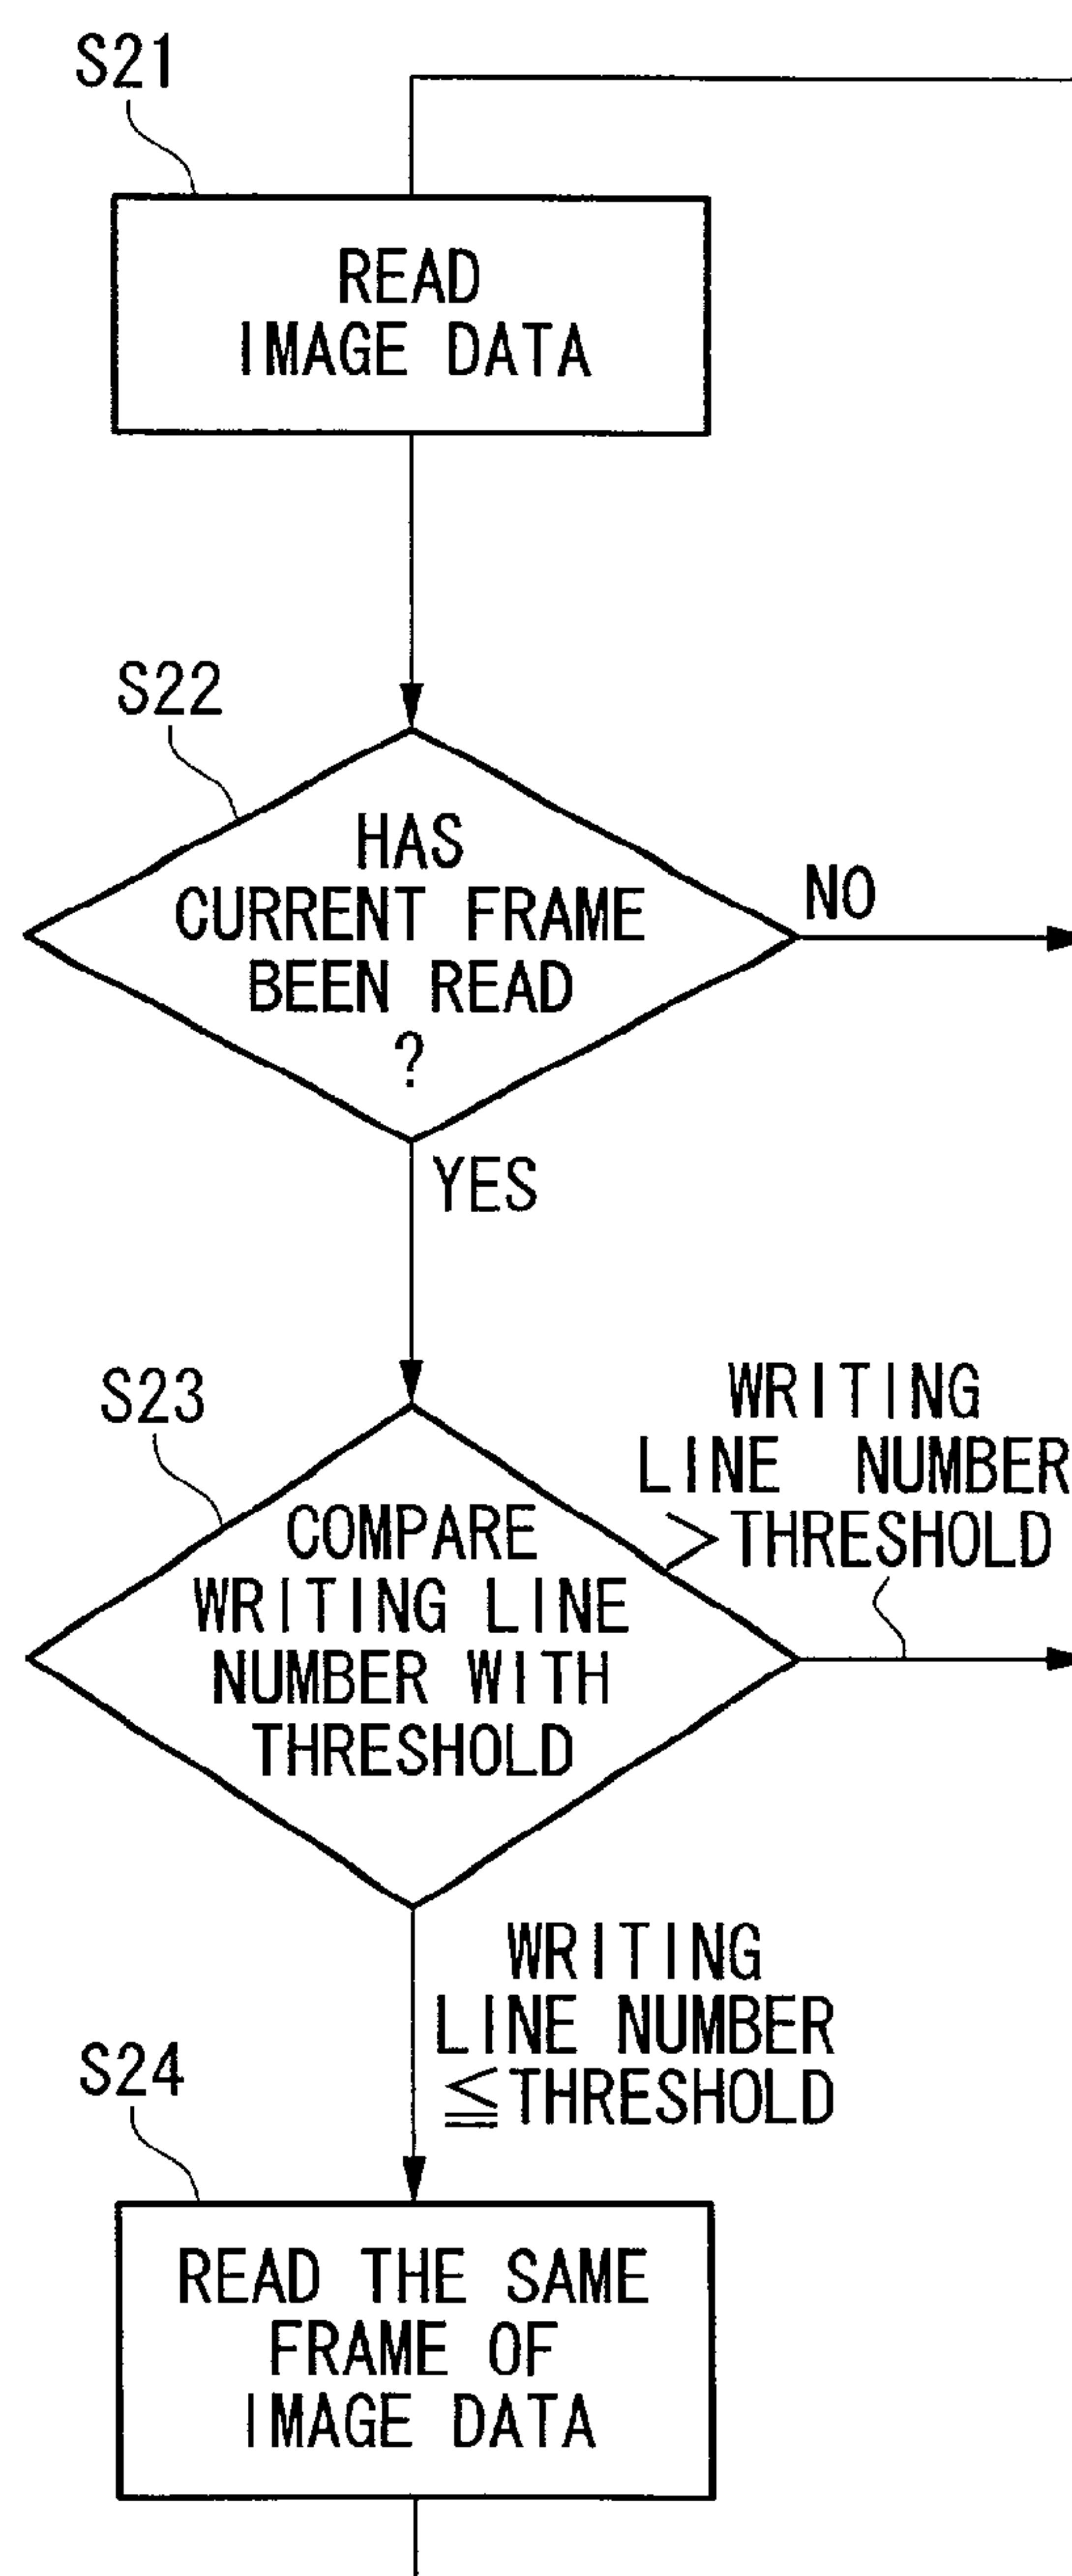 S21
READ
IMAGE DATA
S22
HAS
CURRENT FRAME
BEEN READ
?
NO
YES
S23
COMPARE
WRITING LINE
NUMBER WITH
THRESHOLD
WRITING
LINE NUMBER
>THRESHOLD
WRITING
LINE NUMBER
≦THRESHOLD
S24
READ THE SAME
FRAME OF
IMAGE DATA